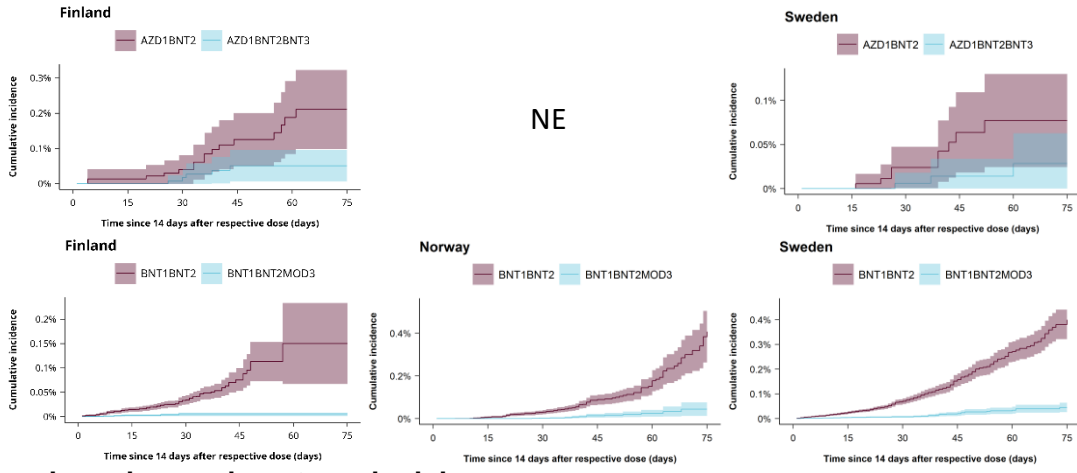 Finland
AZD1BNT2 AZD1BNT2BNT3
Cumulative incidence
0.3%
0.2%
0.1%
0%
0 15 30 45 60 75
Time since 14 days after respective dose (days)
NE
Sweden
AZD1BNT2 AZD1BNT2BNT3
Cumulative incidence
0.1%
0.05%
0%
0 15 30 45 60 75
Time since 14 days after respective dose (days)
Finland
BNT1BNT2 BNT1BNT2MOD3
Cumulative incidence
0.2%
0.15%
0.1%
0.05%
0%
0 15 30 45 60 75
Time since 14 days after respective dose (days)
Norway
BNT1BNT2 BNT1BNT2MOD3
Cumulative incidence
0.4%
0.2%
0%
0 15 30 45 60 75
Time since 14 days after respective dose (days)
Sweden
BNT1BNT2 BNT1BNT2MOD3
Cumulative incidence
0.4%
0.3%
0.2%
0.1%
0%
0 15 30 45 60 75
Time since 14 days after respective dose (days)